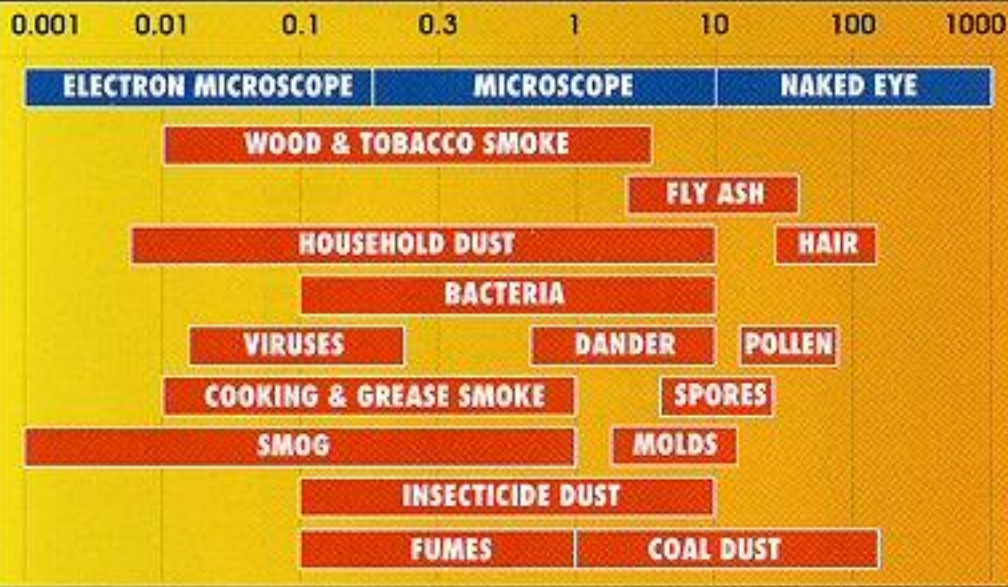 0.001 0.01 0.1 0.3 1 10 100 1000
ELECTRON MICROSCOPE MICROSCOPE NAKED EYE
WOOD & TOBACCO SMOKE
FLY ASH
HOUSEHOLD DUST HAIR
BACTERIA
VIRUSES DANDER POLLEN
COOKING & GREASE SMOKE SPORES
SMOG MOLDS
INSECTICIDE DUST
FUMES COAL DUST